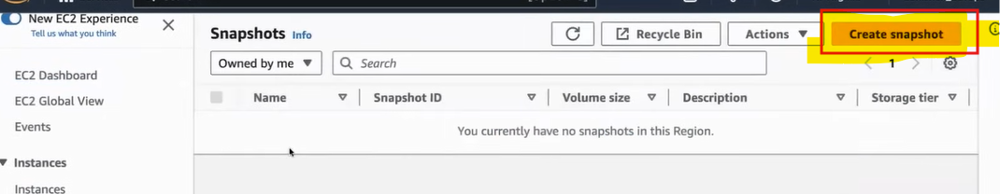 New EC2 Experience
Tell us what you think
EC2 Dashboard
EC2 Global View
Events
Instances
Instances
Snapshots Info
Recycle Bin
Actions
Create snapshot
Owned by me
Search
1
Name
Snapshot ID
Volume size
Description
Storage tier
You currently have no snapshots in this Region.